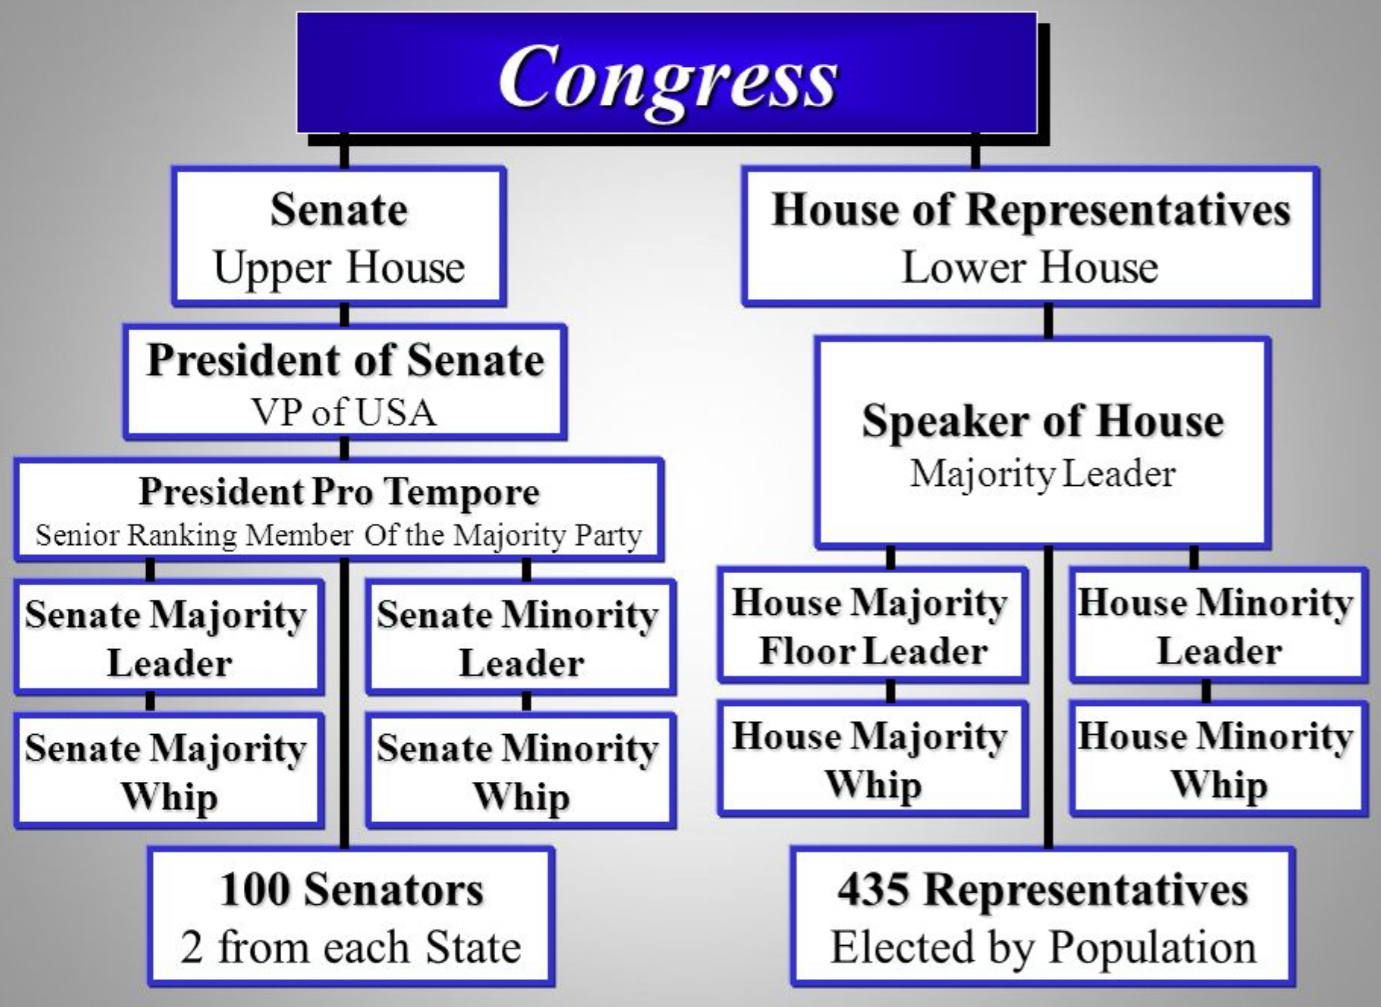 Congress
Senate
Upper House
President of Senate
VP of USA
President Pro Tempore
Senior Ranking Member Of the Majority Party
Senate Majority
Leader
Senate Minority
Leader
Senate Majority
Whip
Senate Minority
Whip
100 Senators
2 from each State
House of Representatives
Lower House
Speaker of House
Majority Leader
House Majority
Floor Leader
House Minority
Leader
House Majority
Whip
House Minority
Whip
435 Representatives
Elected by Population